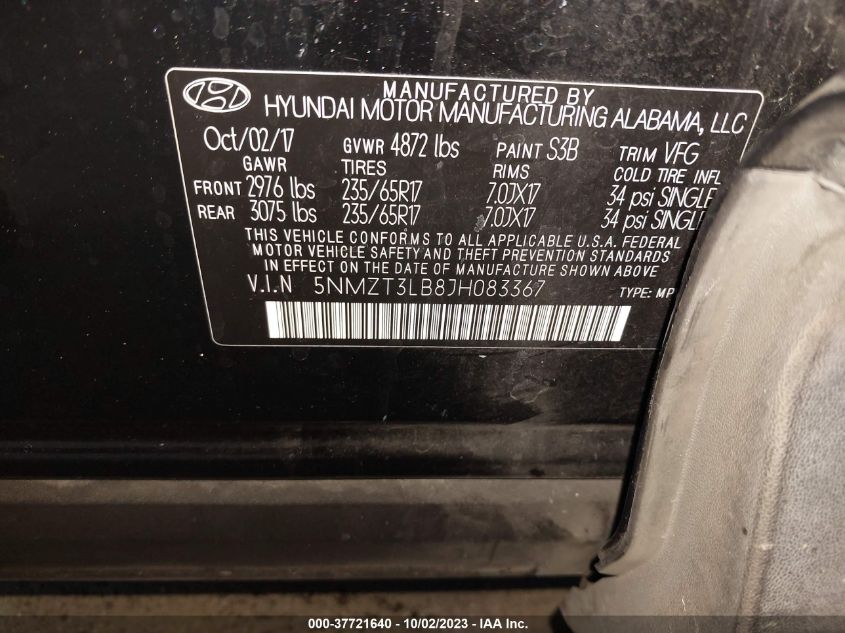 MANUFACTURED BY
HYUNDAI MOTOR MANUFACTURING ALABAMA, LLC
Oct/02/17 GVWR 4872 lbs PAINT S3B TRIM VFG
GAWR TIRES RIMS COLD TIRE INFL
FRONT 2976 lbs 235/65R17 7.0JX17 34 psi SINGLE
REAR 3075 lbs 235/65R17 7.0JX17 34 psi SINGLE
THIS VEHICLE CONFORMS TO ALL APPLICABLE U.S.A. FEDERAL
MOTOR VEHICLE SAFETY AND THEFT PREVENTION STANDARDS
IN EFFECT ON THE DATE OF MANUFACTURE SHOWN ABOVE
V.I.N 5NMZT3LB8JH083367 TYPE: MP
000-37721640 - 10/02/2023 - IAA Inc.